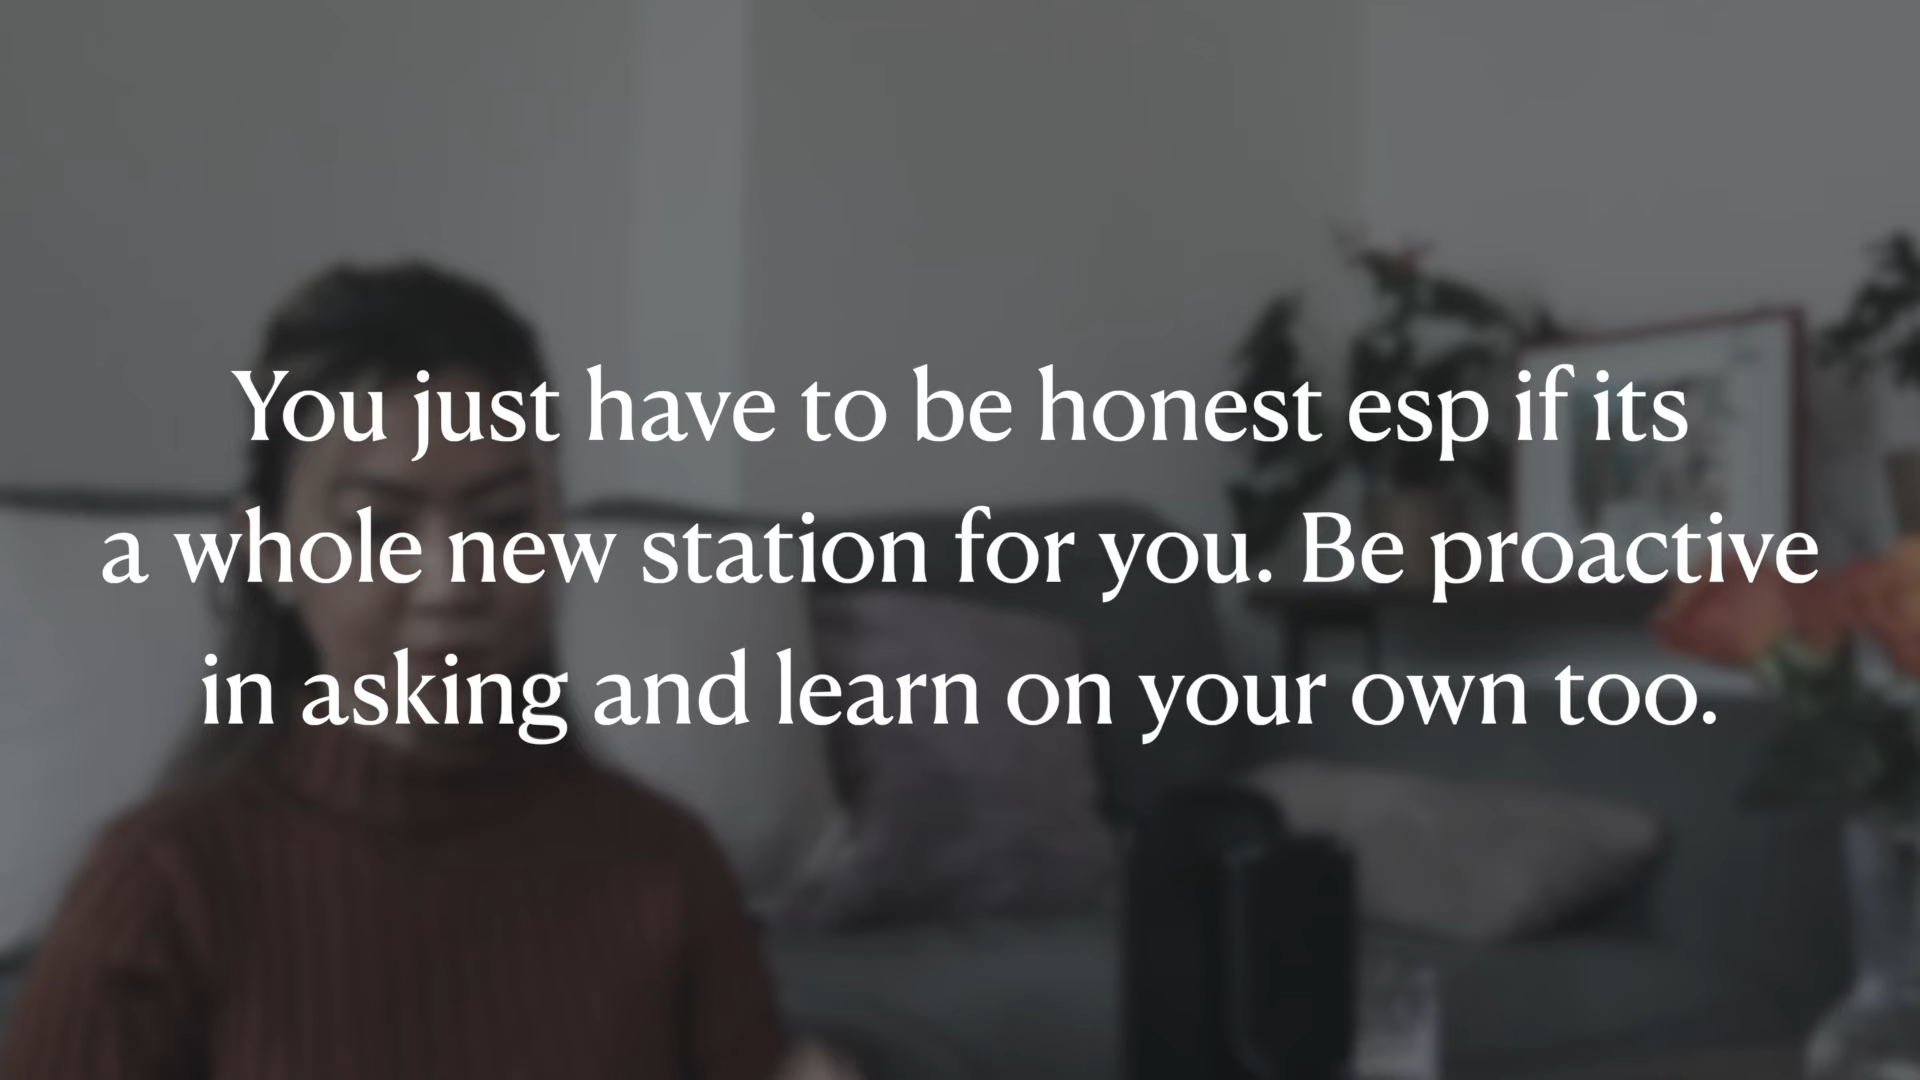 You just have to be honest esp if its
a whole new station for you. Be proactive
in asking and learn on your own too.